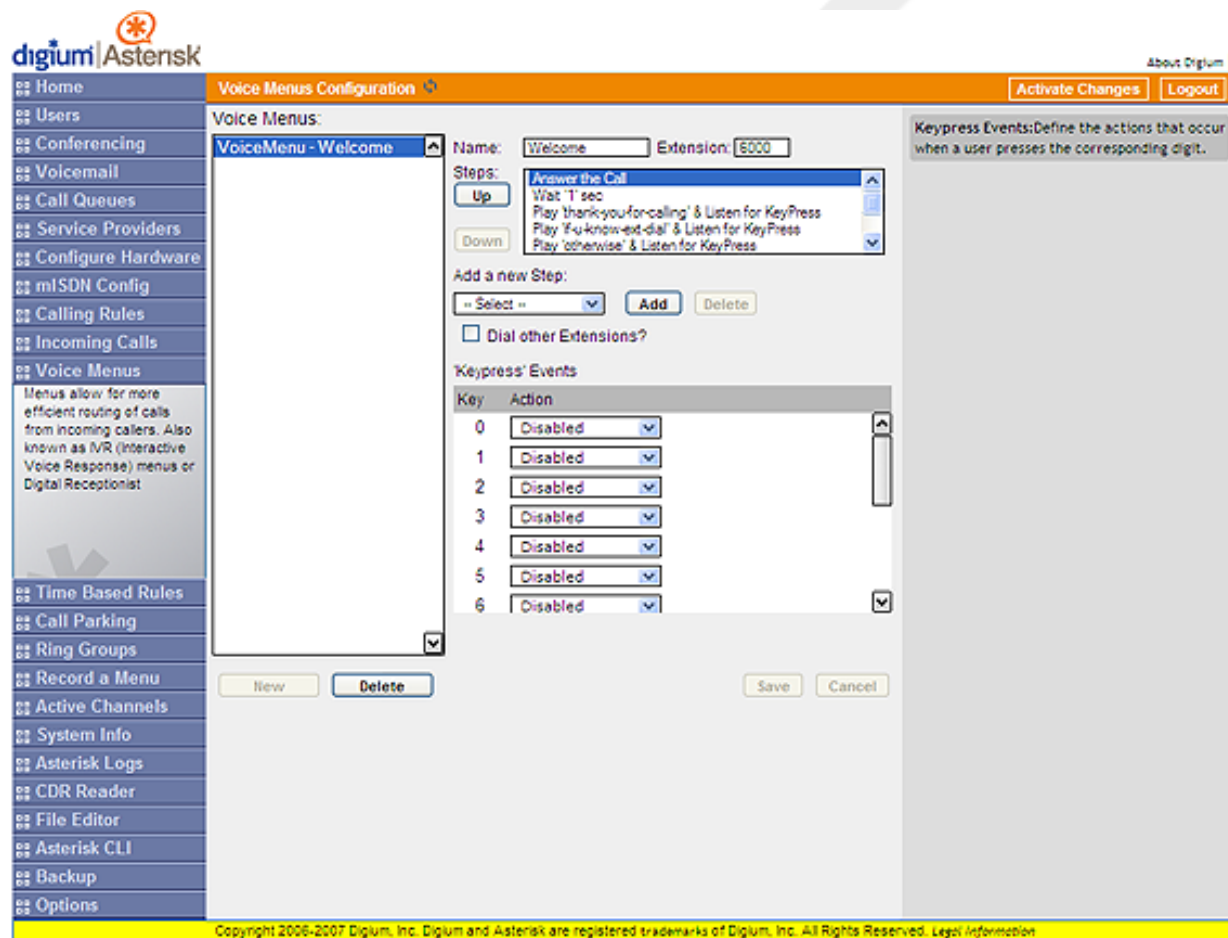 digium Asterisk
About Digium
Home
Voice Menus Configuration
Activate Changes
Logout
Users
Conferencing
Voicemail
Call Queues
Service Providers
Configure Hardware
mISDN Config
Calling Rules
Incoming Calls
Voice Menus
Menus allow for more
efficient routing of calls
from incoming callers. Also
known as IVR (Interactive
Voice Response) menus or
Digital Receptionist
Time Based Rules
Call Parking
Ring Groups
Record a Menu
Active Channels
System Info
Asterisk Logs
CDR Reader
File Editor
Asterisk CLI
Backup
Options
Voice Menus:
VoiceMenu - Welcome
New
Delete
Name: Welcome Extension: 6000
Steps:
Up
Down
Answer the Call
Wait '1' sec
Play 'thank-you-for-calling' & Listen for KeyPress
Play 'if-u-know-ext-dial' & Listen for KeyPress
Play 'otherwise' & Listen for KeyPress
Add a new Step:
-- Select -- Add Delete
Dial other Extensions?
'Keypress' Events
Key Action
0 Disabled
1 Disabled
2 Disabled
3 Disabled
4 Disabled
5 Disabled
6 Disabled
Save Cancel
Keypress Events:Define the actions that occur
when a user presses the corresponding digit.
Copyright 2006-2007 Digium, Inc. Digium and Asterisk are registered trademarks of Digium, Inc. All Rights Reserved. Legal Information